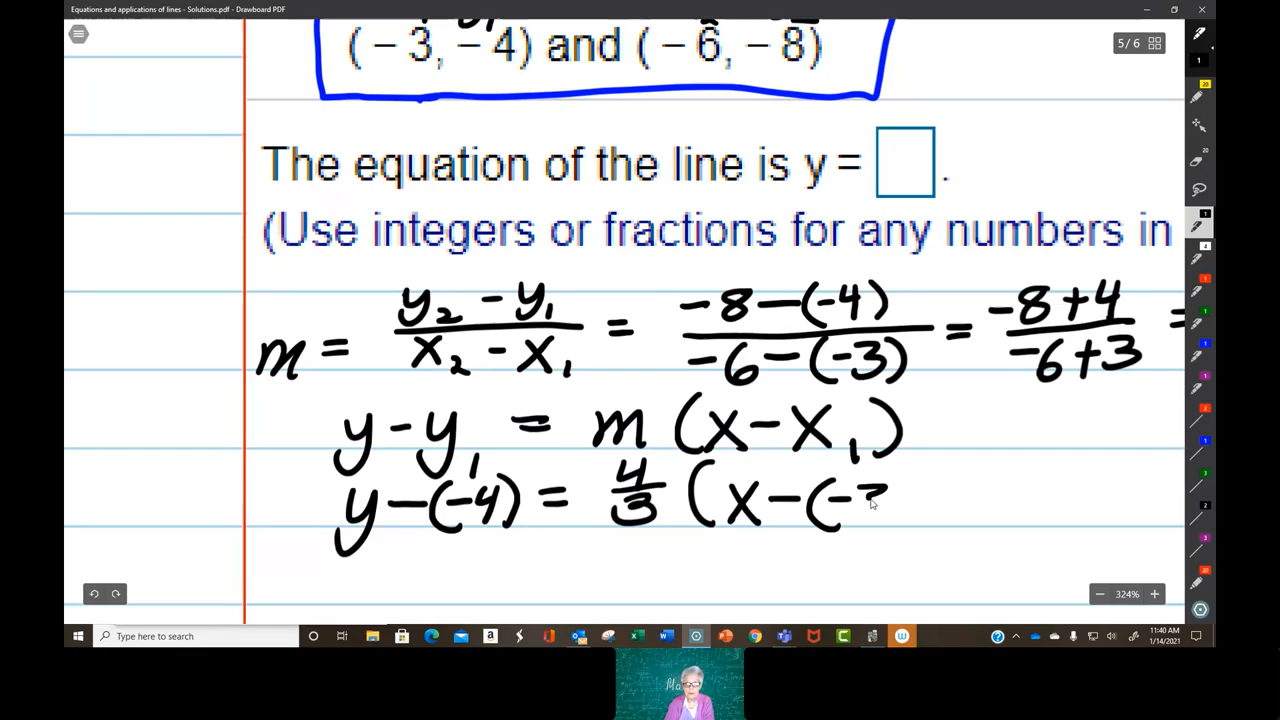 Equations and applications of lines - Solutions.pdf - Drawboard PDF
5/6
(-3, -4) and (-6, -8)
The equation of the line is y = .
(Use integers or fractions for any numbers in
m = y₂ - y₁ / x₂ - x₁ = -8-(-4) / -6-(-3) = -8+4 / -6+3 =
y - y₁ = m (x - x₁)
y-(-4) = 4/3 (x-(-3
324%
Type here to search
11:40 AM
1/14/2021